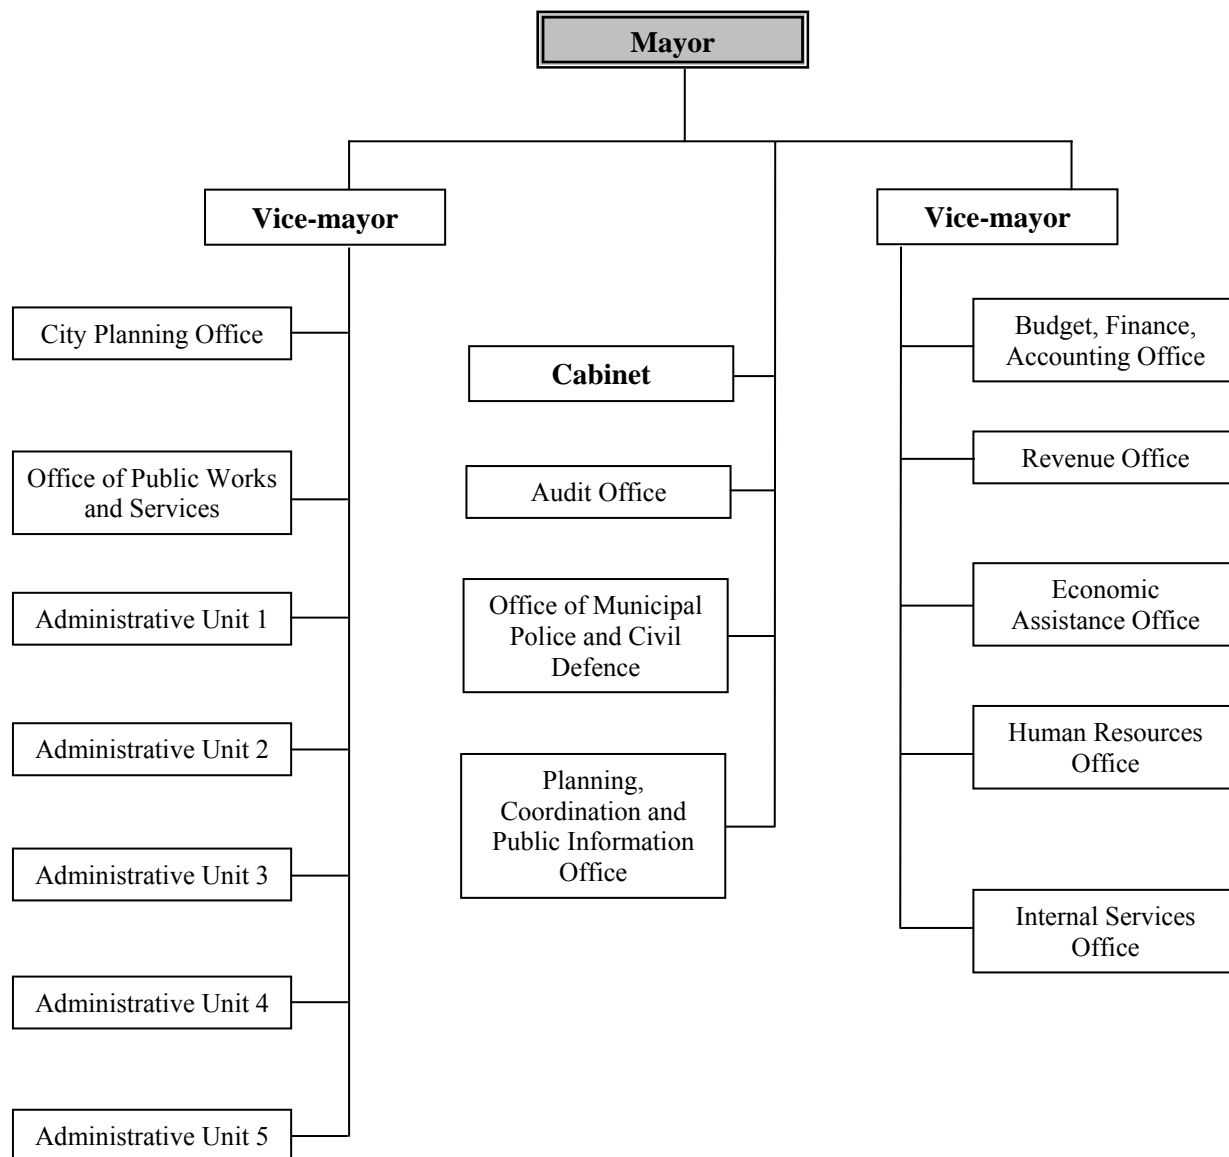 Mayor
Vice-mayor
City Planning Office
Office of Public Works
and Services
Administrative Unit 1
Administrative Unit 2
Administrative Unit 3
Administrative Unit 4
Administrative Unit 5
Cabinet
Audit Office
Office of Municipal
Police and Civil
Defence
Planning,
Coordination and
Public Information
Office
Vice-mayor
Budget, Finance,
Accounting Office
Revenue Office
Economic
Assistance Office
Human Resources
Office
Internal Services
Office